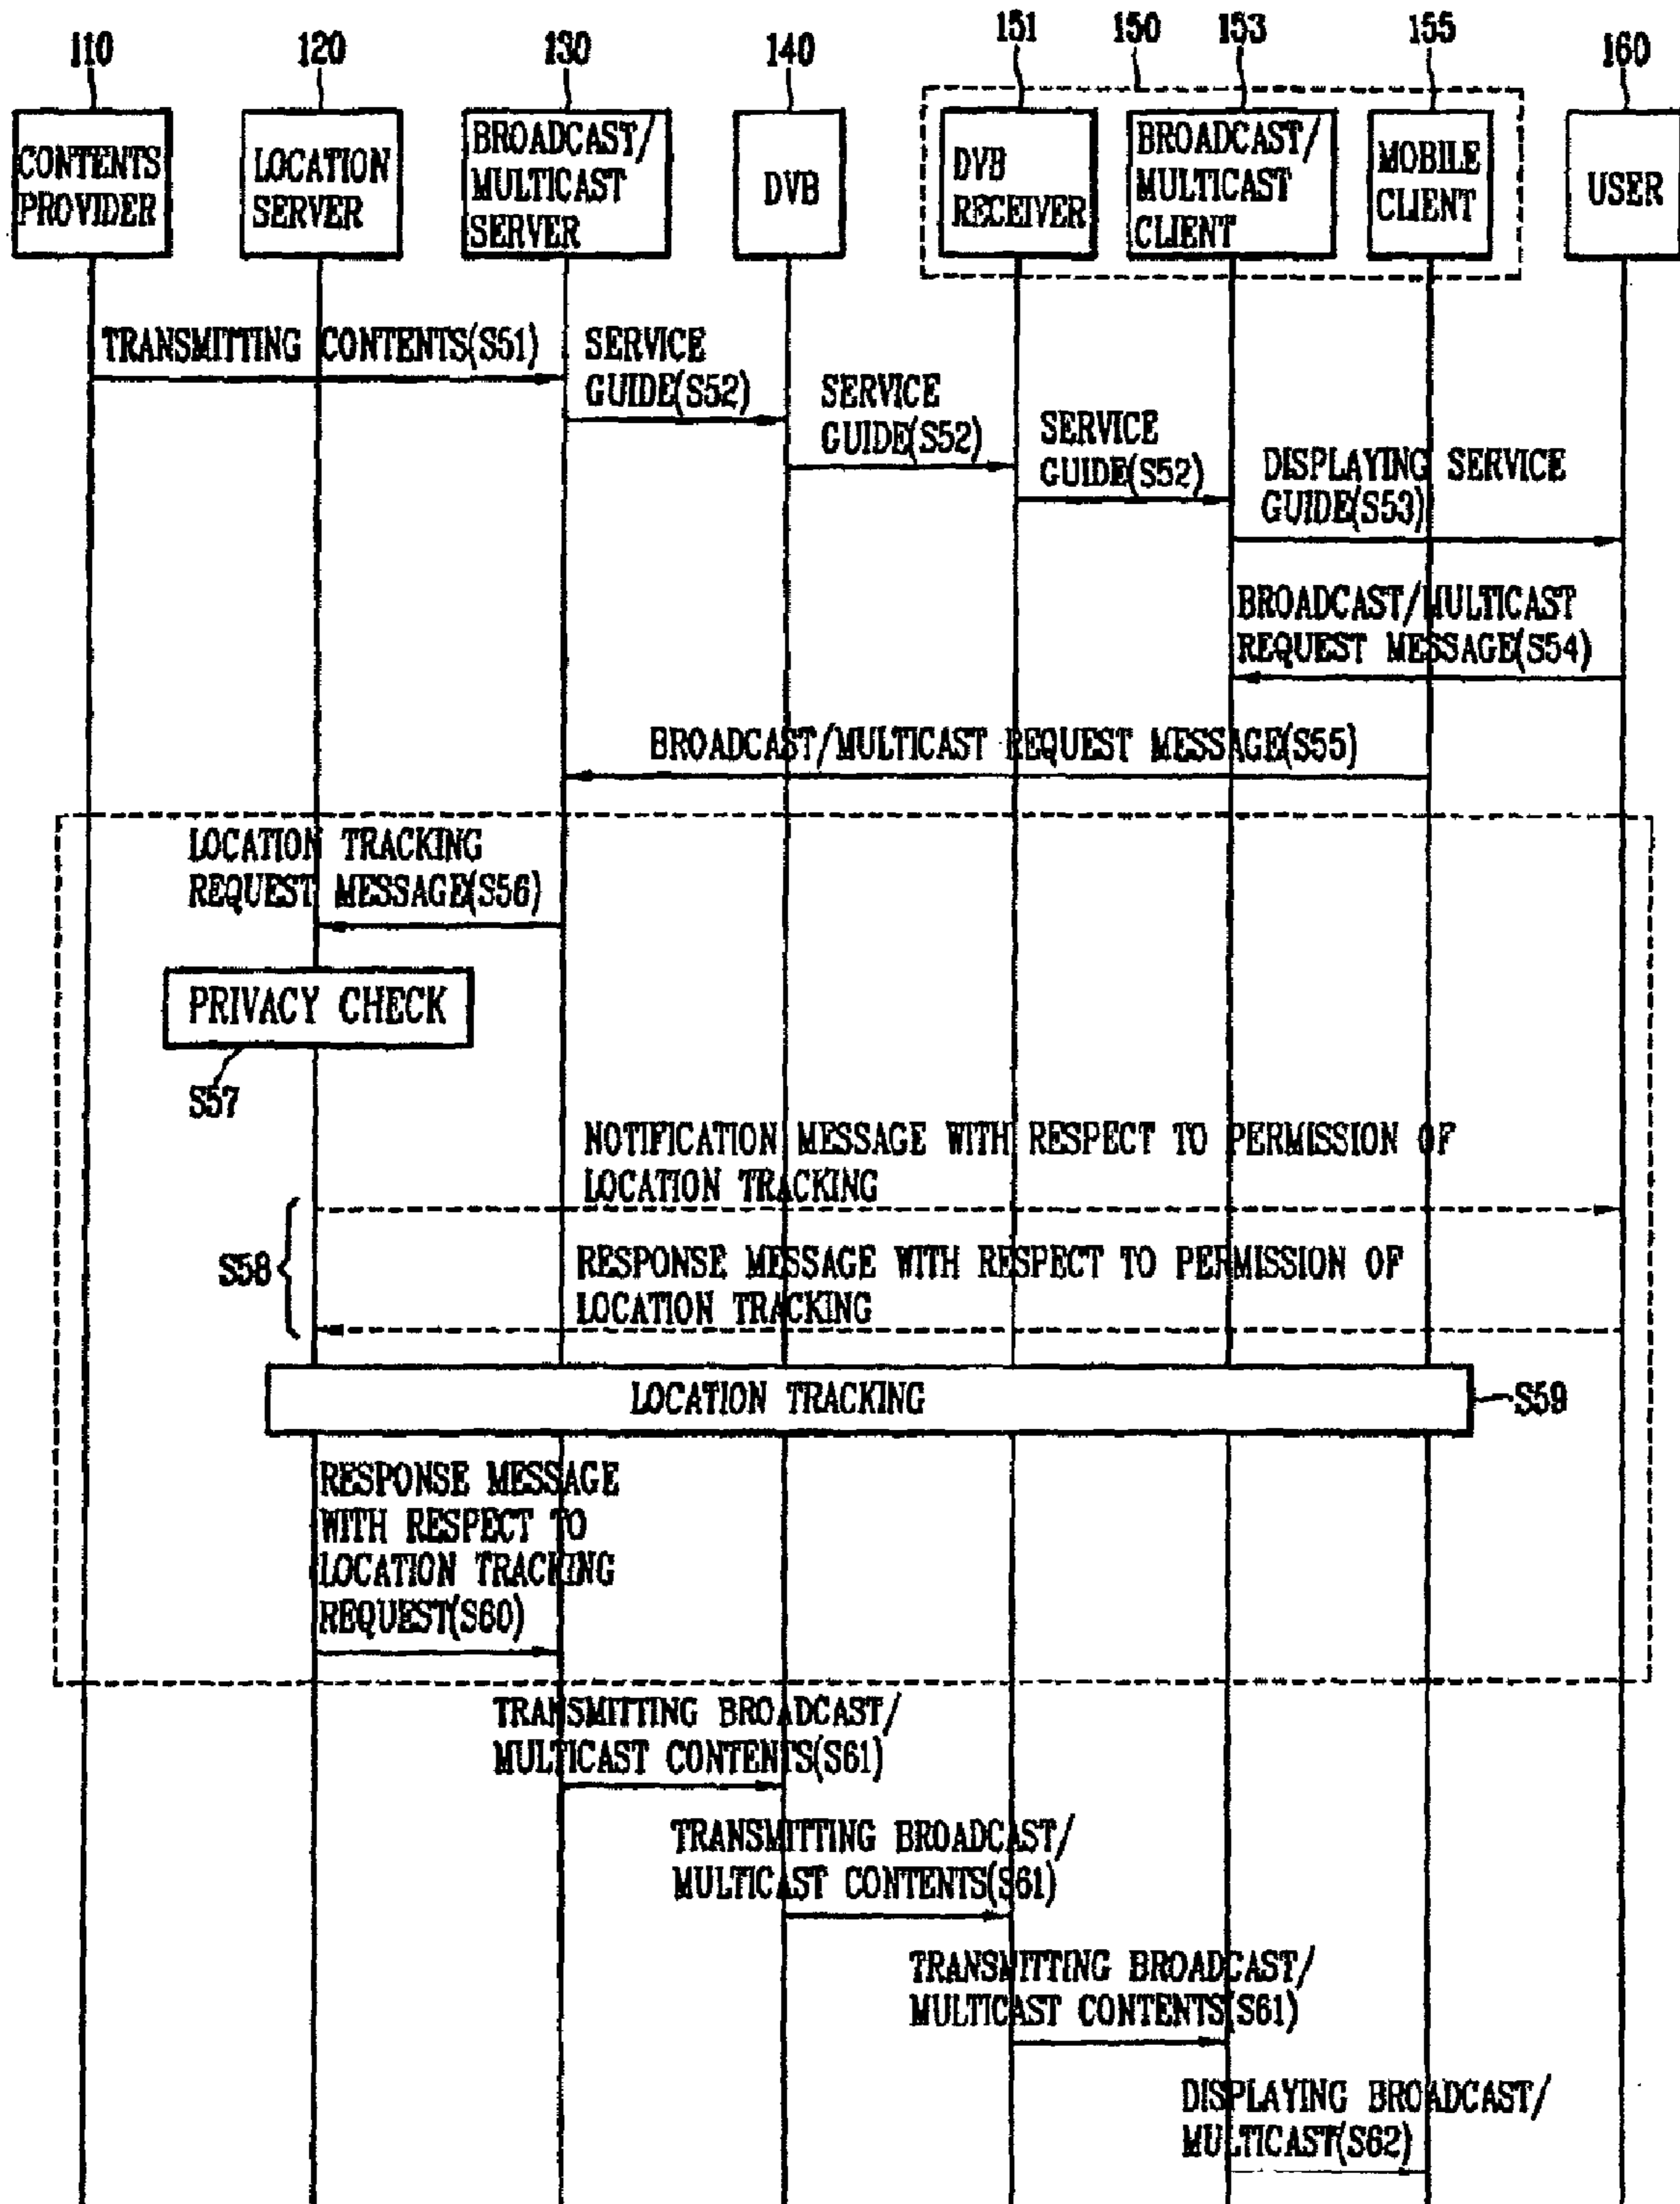 110
120
130
140
151
150
153
155
160
CONTENTS
PROVIDER
LOCATION
SERVER
BROADCAST/
MULTICAST
SERVER
DVB
DVB
RECEIVER
BROADCAST/
MULTICAST
CLIENT
MOBILE
CLIENT
USER
TRANSMITTING CONTENTS(S51)
SERVICE
GUIDE(S52)
SERVICE
GUIDE(S52)
SERVICE
GUIDE(S52)
DISPLAYING SERVICE
GUIDE(S53)
BROADCAST/MULTICAST
REQUEST MESSAGE(S54)
BROADCAST/MULTICAST REQUEST MESSAGE(S55)
LOCATION TRACKING
REQUEST MESSAGE(S56)
PRIVACY CHECK
S57
NOTIFICATION MESSAGE WITH RESPECT TO PERMISSION OF
LOCATION TRACKING
S58
RESPONSE MESSAGE WITH RESPECT TO PERMISSION OF
LOCATION TRACKING
LOCATION TRACKING
S59
RESPONSE MESSAGE
WITH RESPECT TO
LOCATION TRACKING
REQUEST(S60)
TRANSMITTING BROADCAST/
MULTICAST CONTENTS(S61)
TRANSMITTING BROADCAST/
MULTICAST CONTENTS(S61)
TRANSMITTING BROADCAST/
MULTICAST CONTENTS(S61)
DISPLAYING BROADCAST/
MULTICAST(S62)